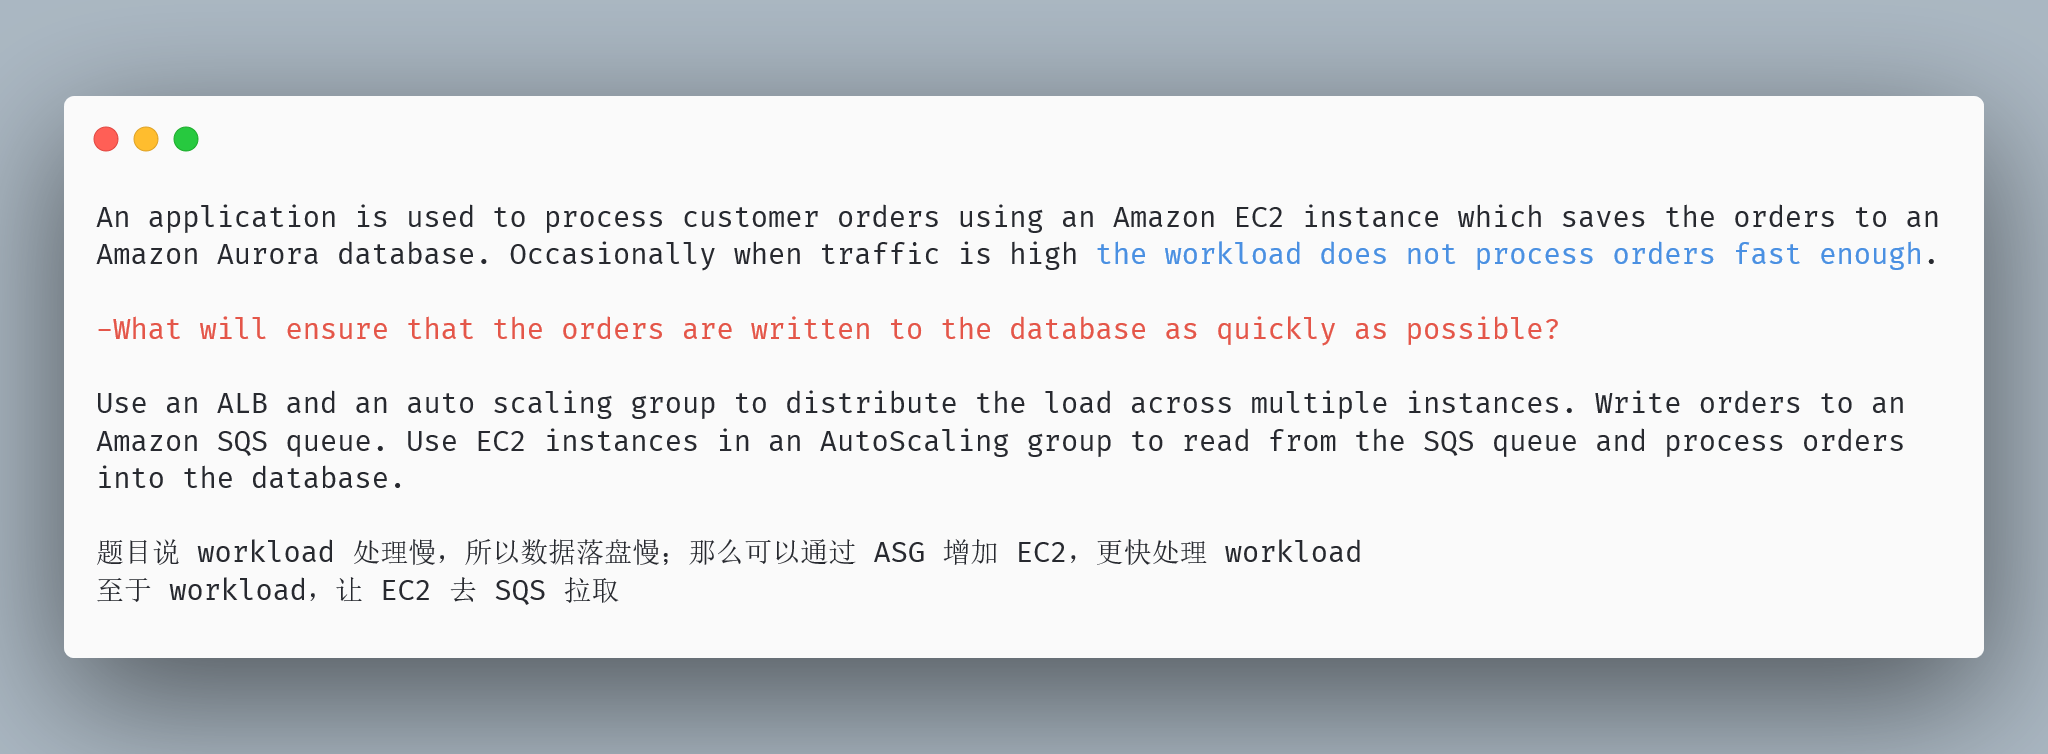 An application is used to process customer orders using an Amazon EC2 instance which saves the orders to an
Amazon Aurora database. Occasionally when traffic is high the workload does not process orders fast enough.
-What will ensure that the orders are written to the database as quickly as possible?
Use an ALB and an auto scaling group to distribute the load across multiple instances. Write orders to an
Amazon SQS queue. Use EC2 instances in an AutoScaling group to read from the SQS queue and process orders
into the database.
题目说 workload 处理慢，所以数据落盘慢；那么可以通过 ASG 增加 EC2，更快处理 workload
至于 workload，让 EC2 去 SQS 拉取